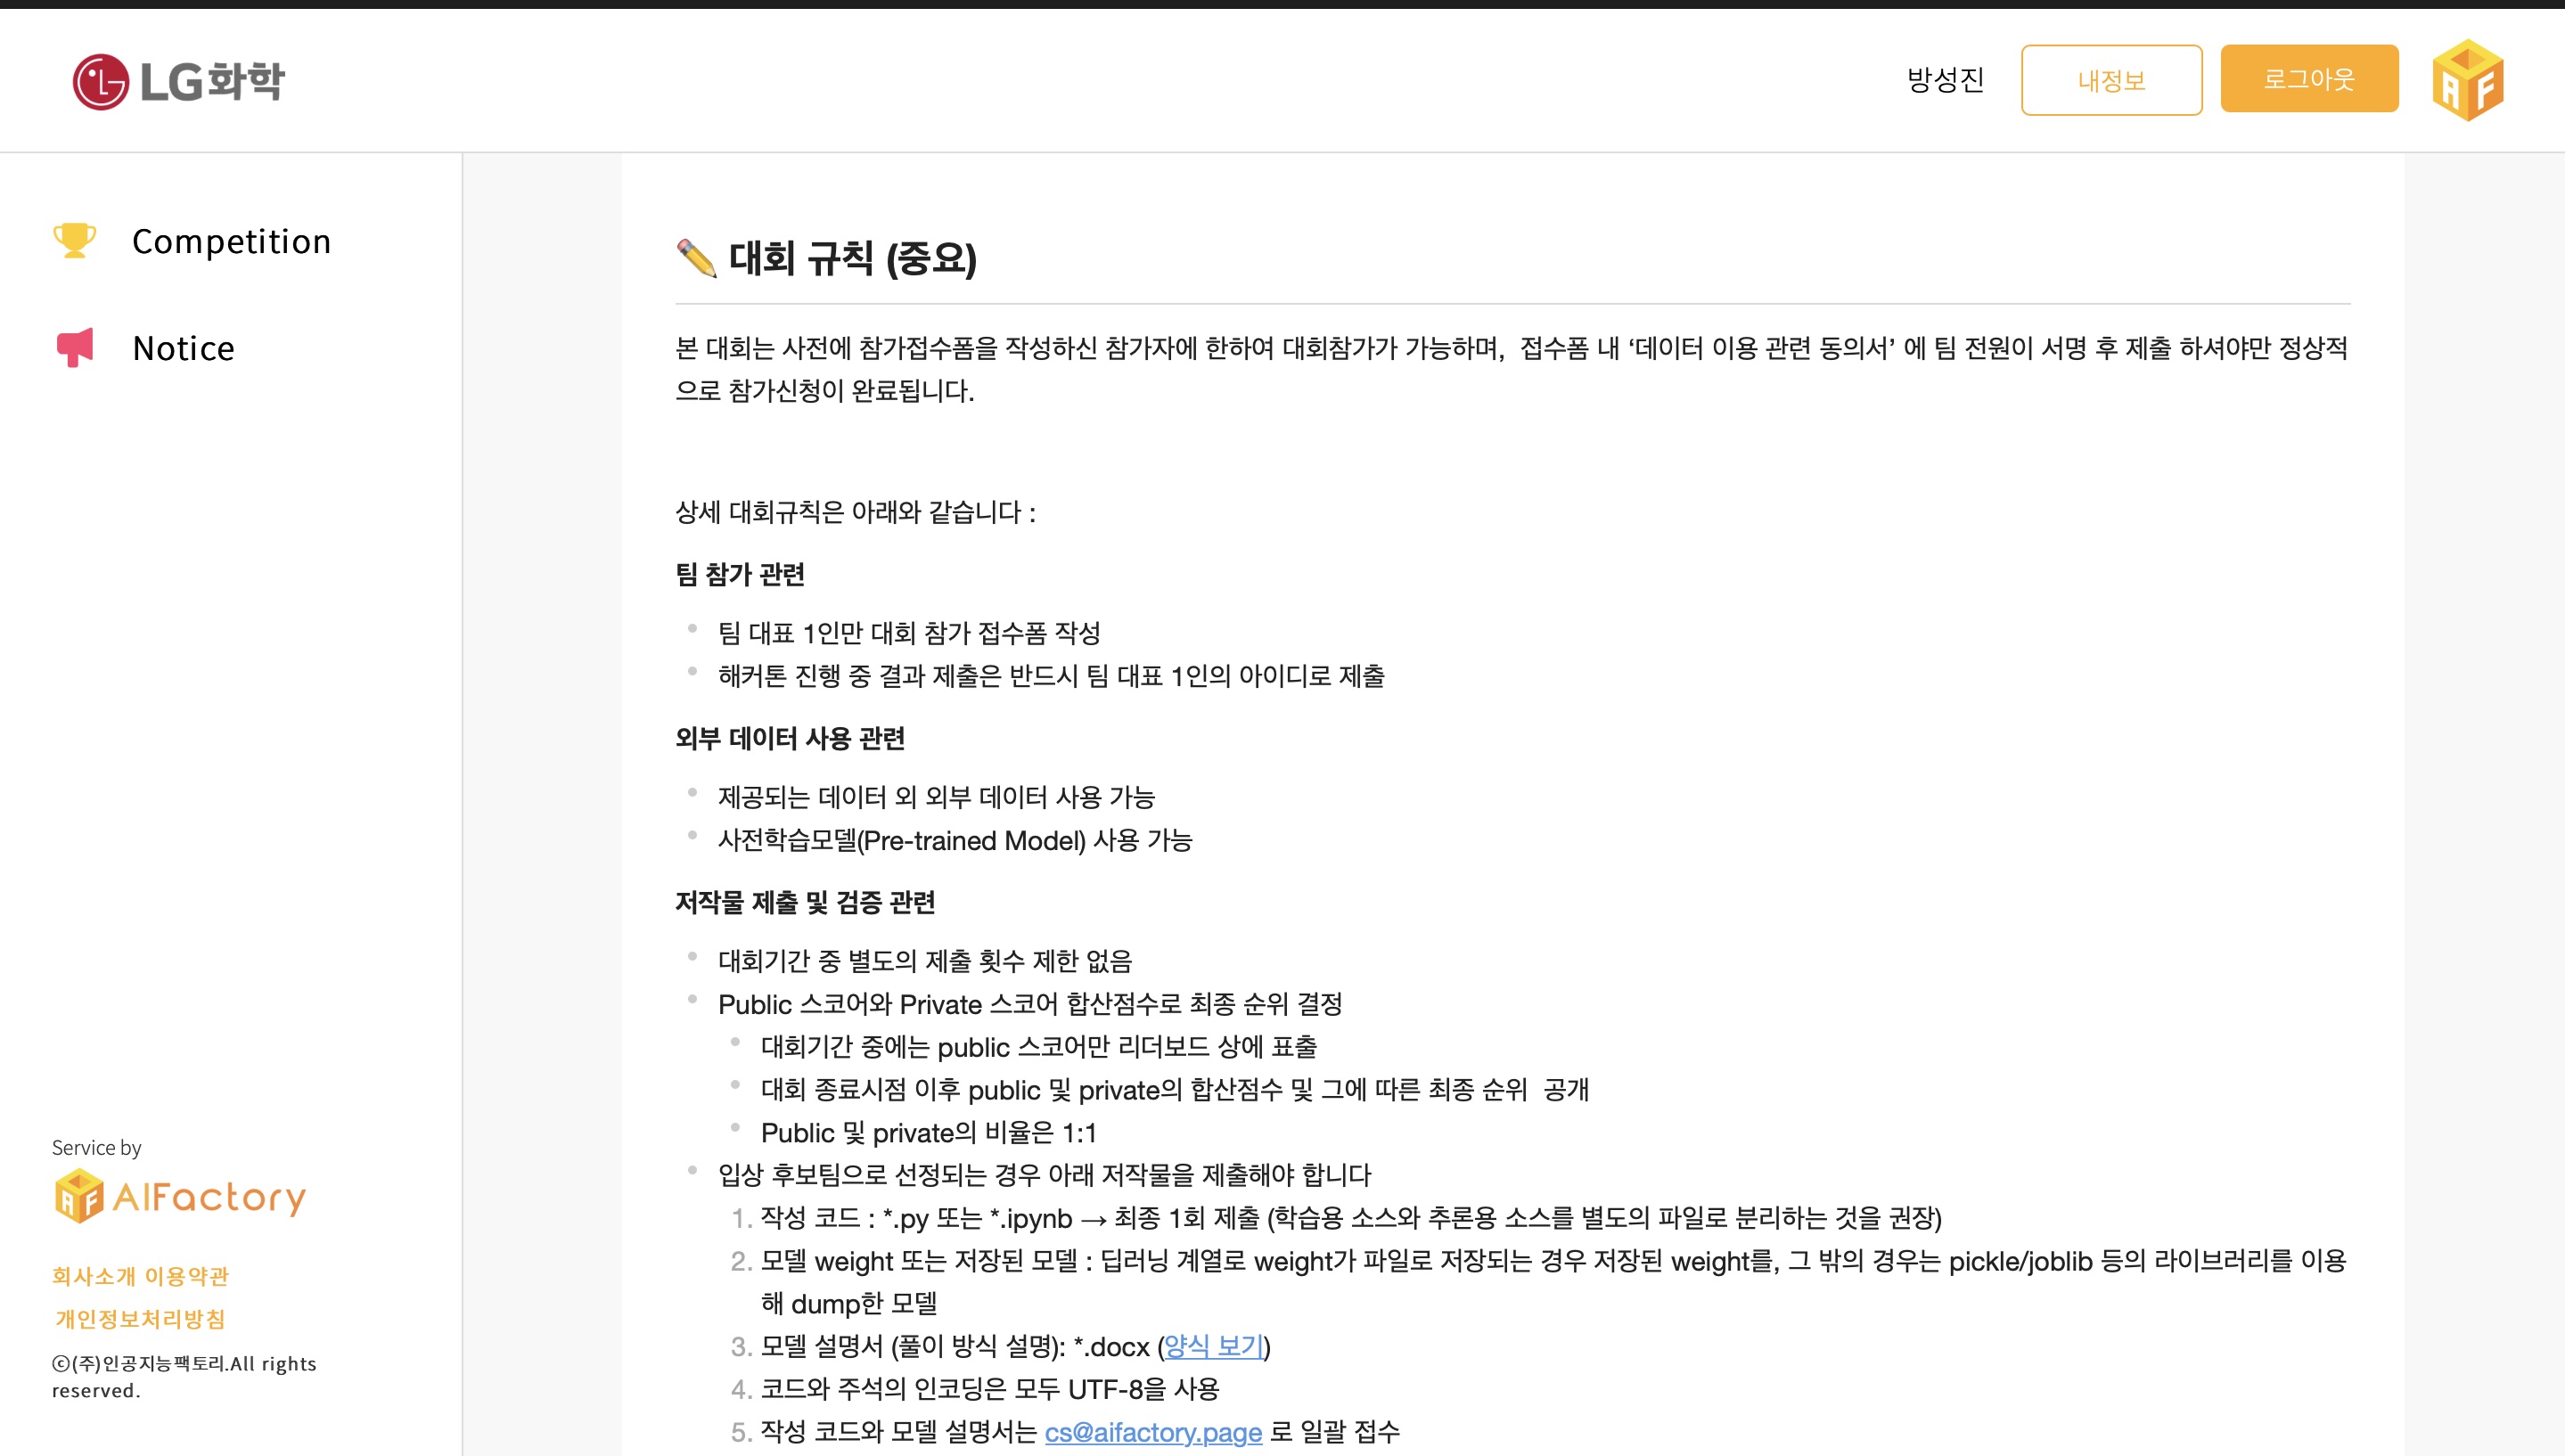 LG화학
방성진
내정보
로그아웃
AF
Competition
Notice
✏️ 대회 규칙 (중요)
본 대회는 사전에 참가접수폼을 작성하신 참가자에 한하여 대회참가가 가능하며, 접수폼 내 ‘데이터 이용 관련 동의서’ 에 팀 전원이 서명 후 제출 하셔야만 정상적
으로 참가신청이 완료됩니다.
상세 대회규칙은 아래와 같습니다 :
팀 참가 관련
팀 대표 1인만 대회 참가 접수폼 작성
해커톤 진행 중 결과 제출은 반드시 팀 대표 1인의 아이디로 제출
외부 데이터 사용 관련
제공되는 데이터 외 외부 데이터 사용 가능
사전학습모델(Pre-trained Model) 사용 가능
저작물 제출 및 검증 관련
대회기간 중 별도의 제출 횟수 제한 없음
Public 스코어와 Private 스코어 합산점수로 최종 순위 결정
대회기간 중에는 public 스코어만 리더보드 상에 표출
대회 종료시점 이후 public 및 private의 합산점수 및 그에 따른 최종 순위 공개
Public 및 private의 비율은 1:1
입상 후보팀으로 선정되는 경우 아래 저작물을 제출해야 합니다
1. 작성 코드 : *.py 또는 *.ipynb → 최종 1회 제출 (학습용 소스와 추론용 소스를 별도의 파일로 분리하는 것을 권장)
2. 모델 weight 또는 저장된 모델 : 딥러닝 계열로 weight가 파일로 저장되는 경우 저장된 weight를, 그 밖의 경우는 pickle/joblib 등의 라이브러리를 이용
해 dump한 모델
3. 모델 설명서 (풀이 방식 설명): *.docx (양식 보기)
4. 코드와 주석의 인코딩은 모두 UTF-8을 사용
5. 작성 코드와 모델 설명서는 cs@aifactory.page 로 일괄 접수
Service by
AF AIFactory
회사소개 이용약관
개인정보처리방침
ⓒ(주)인공지능팩토리.All rights
reserved.